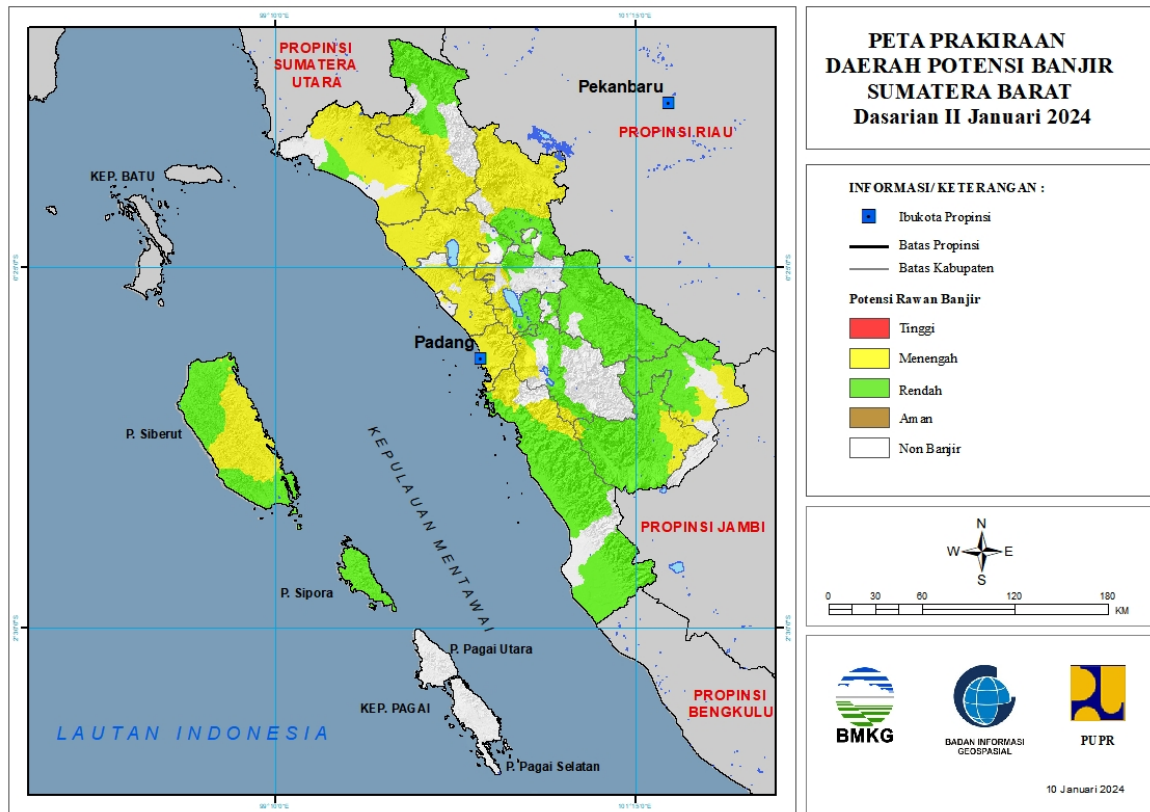 PROPINSI
SUMATERA
UTARA
Pekanbaru
PROPINSI RIAU
KEP. BATU
Padang
P. Siberut
KEPULAUAN MENTAWAI
P. Sipora
PROPINSI JAMBI
P. Pagai Utara
KEP. PAGAI
P. Pagai Selatan
PROPINSI
BENGKULU
LAUTAN INDONESIA
PETA PRAKIRAAN
DAERAH POTENSI BANJIR
SUMATERA BARAT
Dasarian II Januari 2024
INFORMASI/ KETERANGAN :
Ibukota Propinsi
Batas Propinsi
Batas Kabupaten
Potensi Rawan Banjir
Tinggi
Menengah
Rendah
Aman
Non Banjir
N
W E
S
0 30 60 120 180
KM
BMKG
BADAN INFORMASI
GEOSPASIAL
PUPR
10 Januari 2024